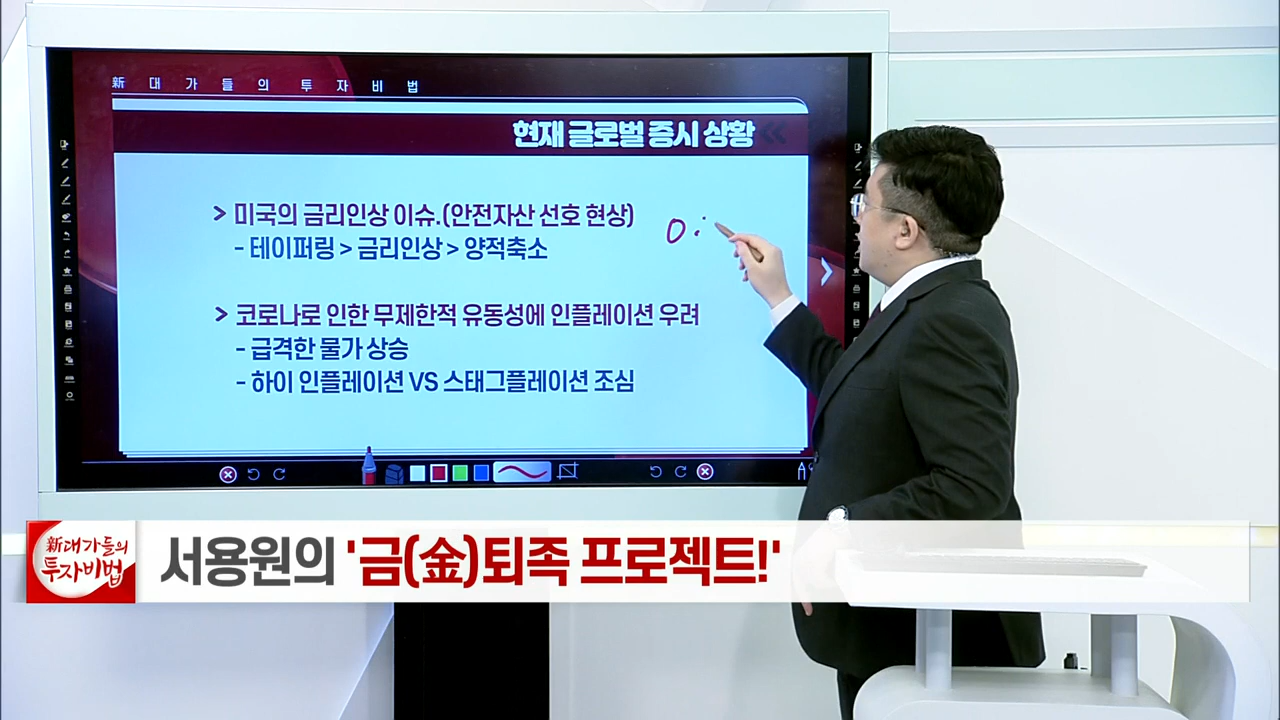 新 대 가 들 의 투 자 비 법
현재 글로벌 증시 상황
> 미국의 금리인상 이슈.(안전자산 선호 현상)
- 테이퍼링 > 금리인상 > 양적축소
0.
> 코로나로 인한 무제한적 유동성에 인플레이션 우려
- 급격한 물가 상승
- 하이 인플레이션 VS 스태그플레이션 조심
新대가들의
투자비법
서용원의 '금(金)퇴족 프로젝트!'